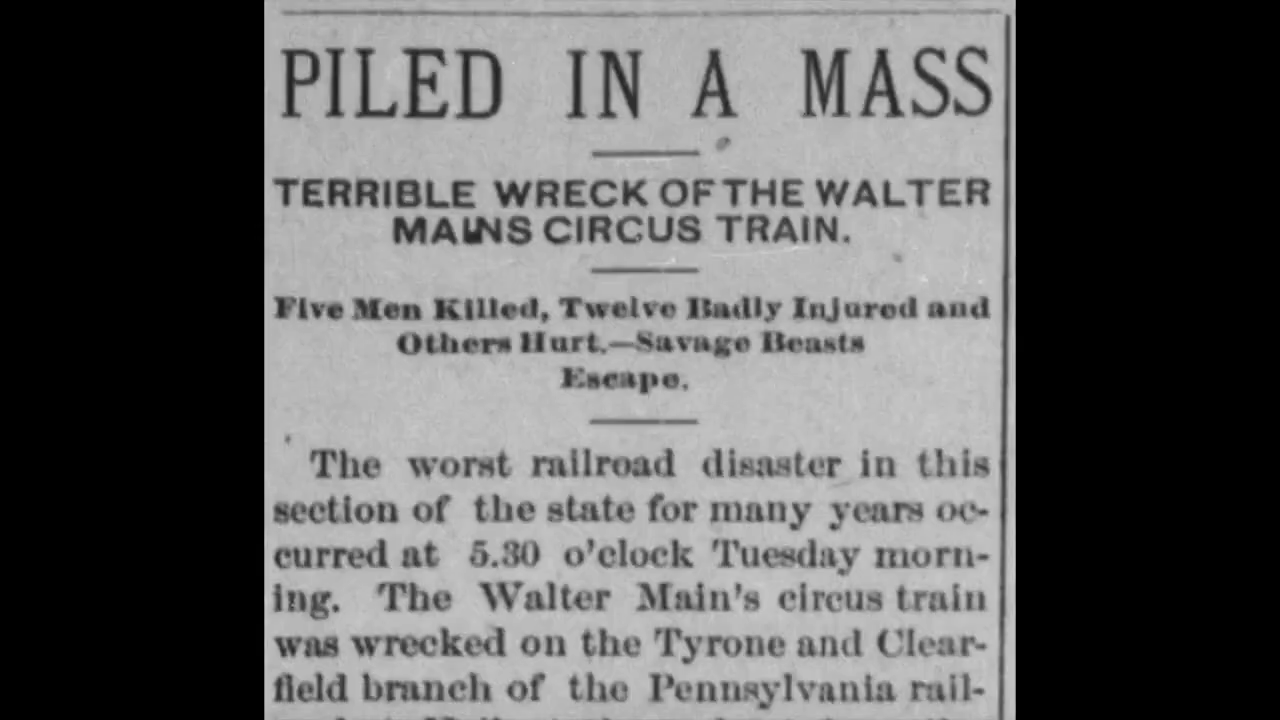 PILED IN A MASS
TERRIBLE WRECK OF THE WALTER
MAINS CIRCUS TRAIN.
Five Men Killed, Twelve Badly Injured and
Others Hurt.—Savage Beasts
Escape.
The worst railroad disaster in this
section of the state for many years oc-
curred at 5.30 o'clock Tuesday morn-
ing. The Walter Main's circus train
was wrecked on the Tyrone and Clear-
field branch of the Pennsylvania rail-